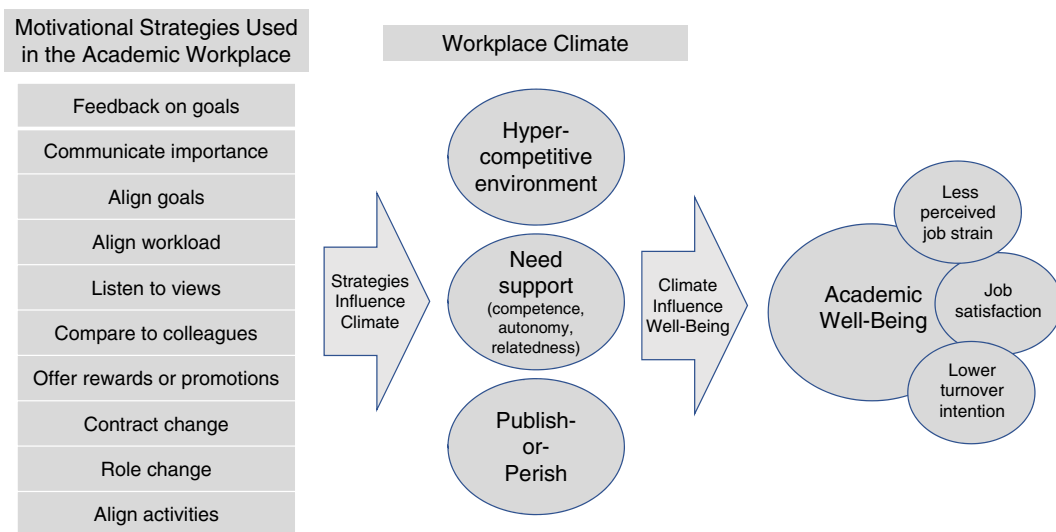 Motivational Strategies Used
in the Academic Workplace
Feedback on goals
Communicate importance
Align goals
Align workload
Listen to views
Compare to colleagues
Offer rewards or promotions
Contract change
Role change
Align activities
Strategies
Influence
Climate
Workplace Climate
Hyper-
competitive
environment
Need
support
(competence,
autonomy,
relatedness)
Publish-
or-
Perish
Climate
Influence
Well-Being
Academic
Well-Being
Less
perceived
job strain
Job
satisfaction
Lower
turnover
intention